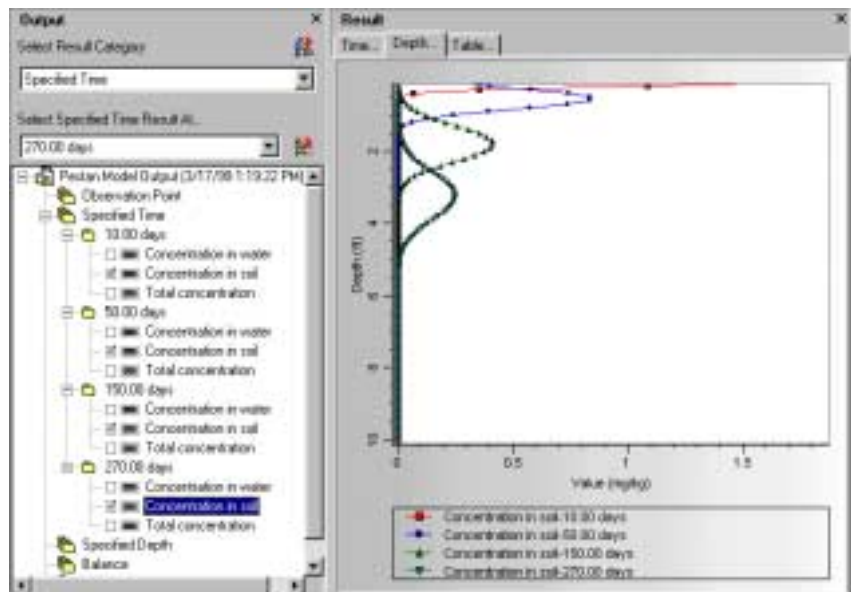 Output
Select Result Category
Specified Time
Select Specified Time Result At...
270.00 days
Pestan Model Output (3/17/98 1:19:22 PM)
Observation Point
Specified Time
10.00 days
Concentration in water
Concentration in soil
Total concentration
50.00 days
Concentration in water
Concentration in soil
Total concentration
150.00 days
Concentration in water
Concentration in soil
Total concentration
270.00 days
Concentration in water
Concentration in soil
Total concentration
Specified Depth
Balance
Result
Time... Depth... Table...
Depth (ft)
2
4
6
8
10
0 0.5 1 1.5
Value (mg/kg)
Concentration in soil-10.00 days
Concentration in soil-50.00 days
Concentration in soil-150.00 days
Concentration in soil-270.00 days